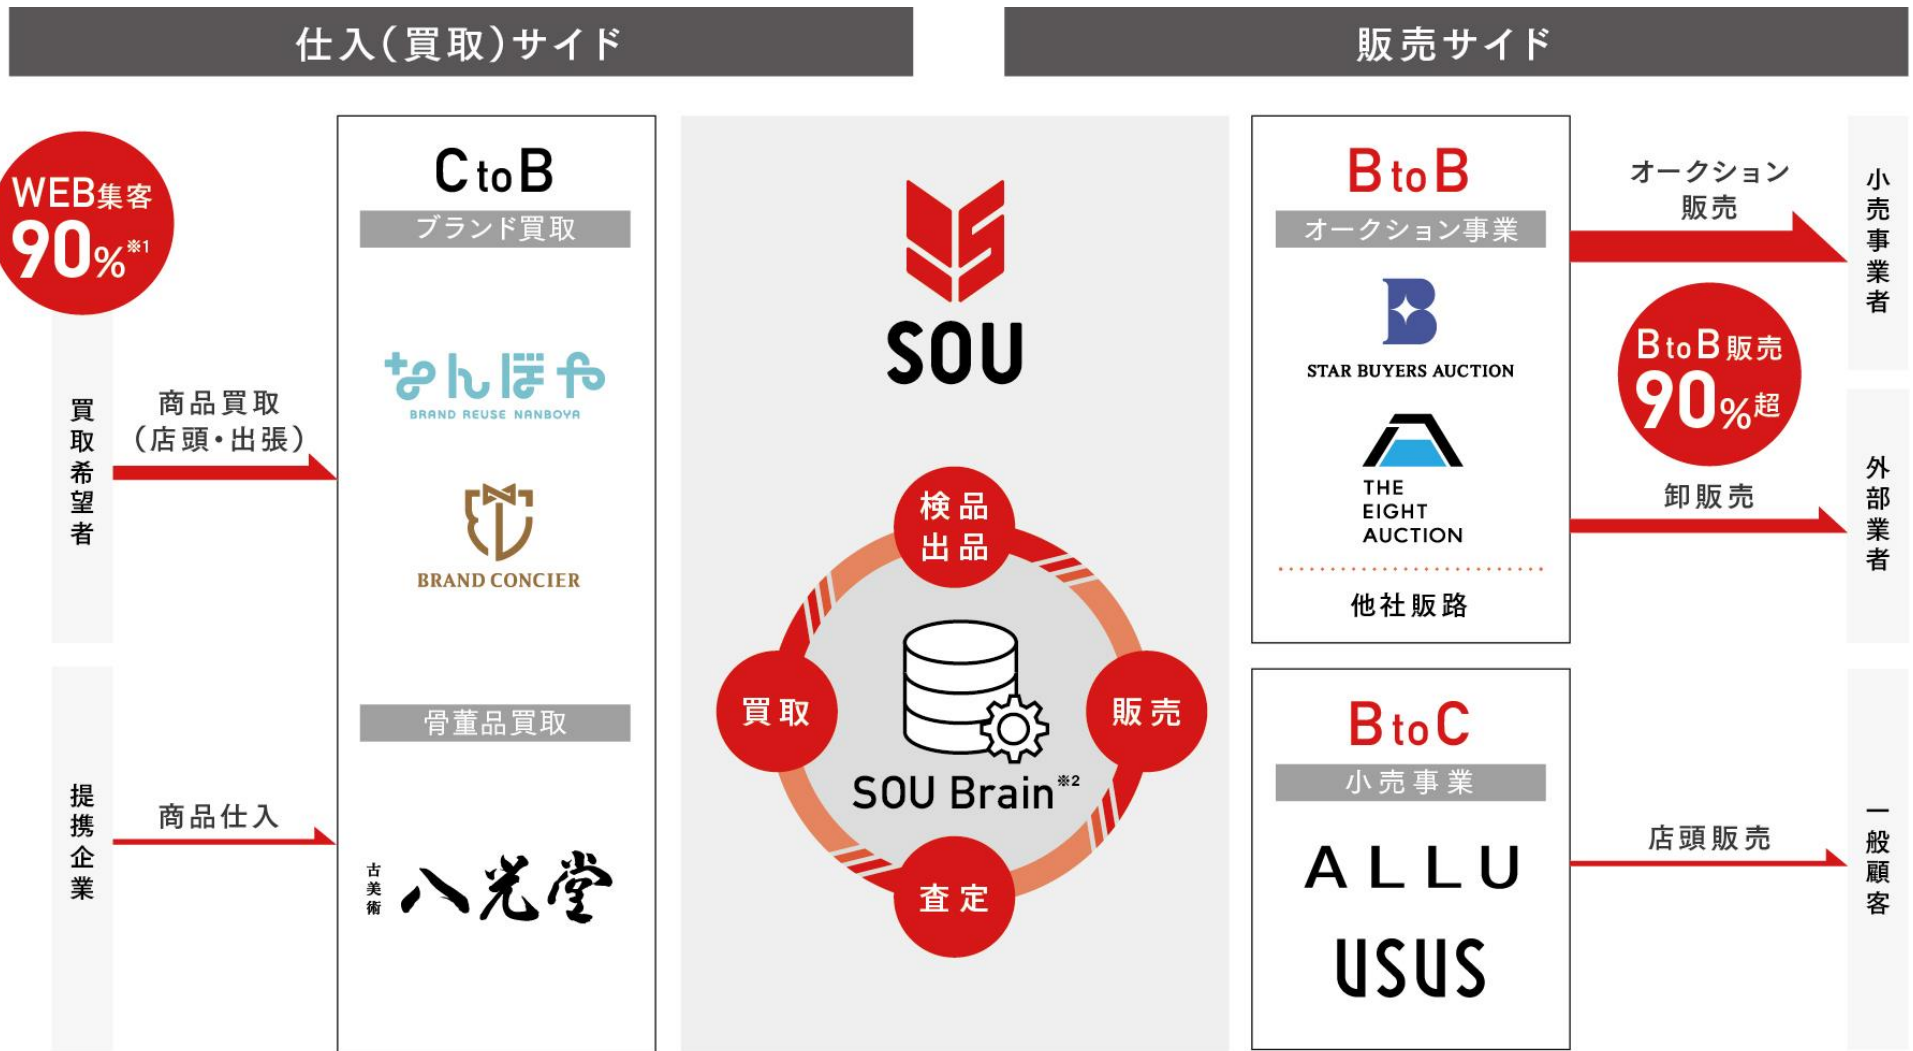 仕入(買取)サイド
販売サイド
WEB集客
90%※1
買取希望者
商品買取
(店頭・出張)
提携企業
商品仕入
C to B
ブランド買取
なんぼや
BRAND REUSE NANBOYA
BRAND CONCIER
骨董品買取
古美術
八光堂
SOU
検品
出品
買取
販売
査定
SOU Brain※2
B to B
オークション事業
STAR BUYERS AUCTION
THE
EIGHT
AUCTION
他社販路
B to C
小売事業
ALLU
USUS
オークション
販売
小売事業者
B to B 販売
90%超
卸販売
外部業者
店頭販売
一般顧客